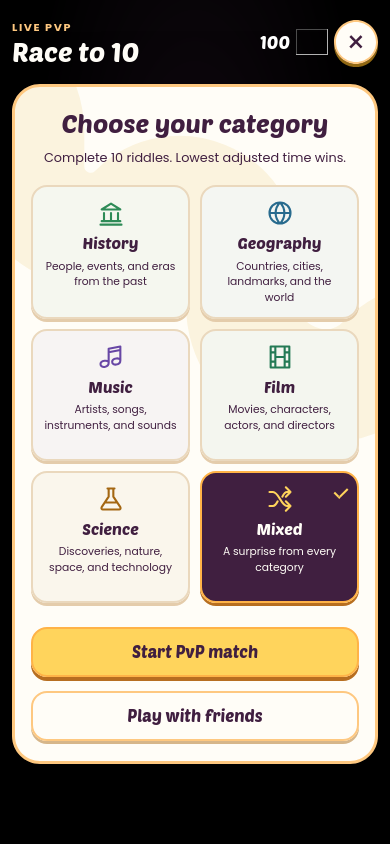 LIVE PVP
Race to 10
100
Choose your category
Complete 10 riddles. Lowest adjusted time wins.
History
People, events, and eras
from the past
Geography
Countries, cities,
landmarks, and the
world
Music
Artists, songs,
instruments, and sounds
Film
Movies, characters,
actors, and directors
Science
Discoveries, nature,
space, and technology
Mixed
A surprise from every
category
Start PvP match
Play with friends